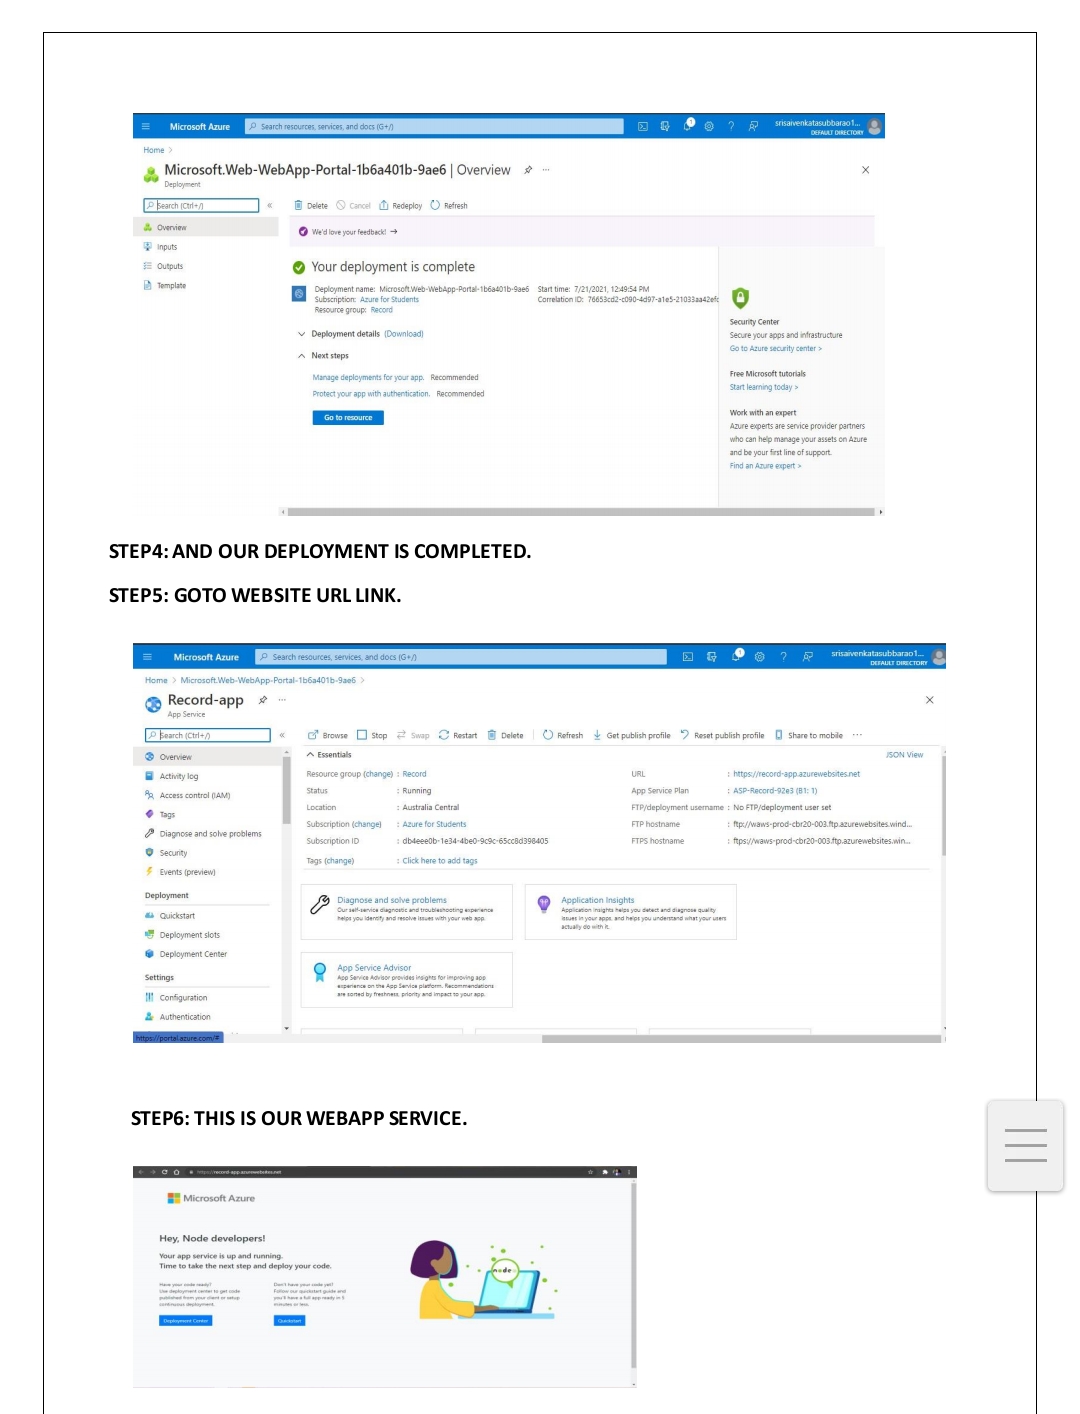 Microsoft Azure
Search resources, services, and docs (G+/)
1
srisaivenkatasubbarao1...
DEFAULT DIRECTORY
Home >
Microsoft.Web-WebApp-Portal-1b6a401b-9ae6 | Overview
Deployment
Search (Ctrl+/)
«
Delete Cancel Redeploy Refresh
Overview
Inputs
Outputs
Template
We'd love your feedback! →
Your deployment is complete
Deployment name: Microsoft.Web-WebApp-Portal-1b6a401b-9ae6 Start time: 7/21/2021, 12:49:54 PM
Subscription: Azure for Students Correlation ID: 76653cd2-c090-4d97-a1e5-21033aa42efc
Resource group: Record
Deployment details (Download)
Next steps
Manage deployments for your app. Recommended
Protect your app with authentication. Recommended
Go to resource
Security Center
Secure your apps and infrastructure
Go to Azure security center >
Free Microsoft tutorials
Start learning today >
Work with an expert
Azure experts are service provider partners
who can help manage your assets on Azure
and be your first line of support.
Find an Azure expert >
STEP4: AND OUR DEPLOYMENT IS COMPLETED.
STEP5: GOTO WEBSITE URL LINK.
Microsoft Azure
Search resources, services, and docs (G+/)
1
srisaivenkatasubbarao1...
DEFAULT DIRECTORY
Home > Microsoft.Web-WebApp-Portal-1b6a401b-9ae6 >
Record-app
App Service
Search (Ctrl+/)
«
Browse Stop Swap Restart Delete Refresh Get publish profile Reset publish profile Share to mobile
Overview
Activity log
Access control (IAM)
Tags
Diagnose and solve problems
Security
Events (preview)
Deployment
Quickstart
Deployment slots
Deployment Center
Settings
Configuration
Authentication
https://portal.azure.com/#
Essentials
JSON View
Resource group (change) : Record
Status : Running
Location : Australia Central
Subscription (change) : Azure for Students
Subscription ID : db4eee0b-1e34-4be0-9c9c-65cc8d398405
Tags (change) : Click here to add tags
URL : https://record-app.azurewebsites.net
App Service Plan : ASP-Record-92e3 (B1: 1)
FTP/deployment username : No FTP/deployment user set
FTP hostname : ftp://waws-prod-cbr20-003.ftp.azurewebsites.wind...
FTPS hostname : ftps://waws-prod-cbr20-003.ftp.azurewebsites.win...
Diagnose and solve problems
Our self-service diagnostic and troubleshooting experience
helps you identify and resolve issues with your web app.
Application Insights
Application Insights helps you detect and diagnose quality
issues in your apps, and helps you understand what your users
actually do with it.
App Service Advisor
App Service Advisor provides insights for improving app
experience on the App Service platform. Recommendations
are sorted by freshness, priority and impact to your app.
STEP6: THIS IS OUR WEBAPP SERVICE.
https://record-app.azurewebsites.net
Microsoft Azure
Hey, Node developers!
Your app service is up and running.
Time to take the next step and deploy your code.
Have your code ready?
Use deployment center to get code
published from your client or setup
continuous deployment.
Deployment Center
Don't have your code yet?
Follow our quickstart guide and
you'll have a full app ready in 5
minutes or less.
Quickstart
node